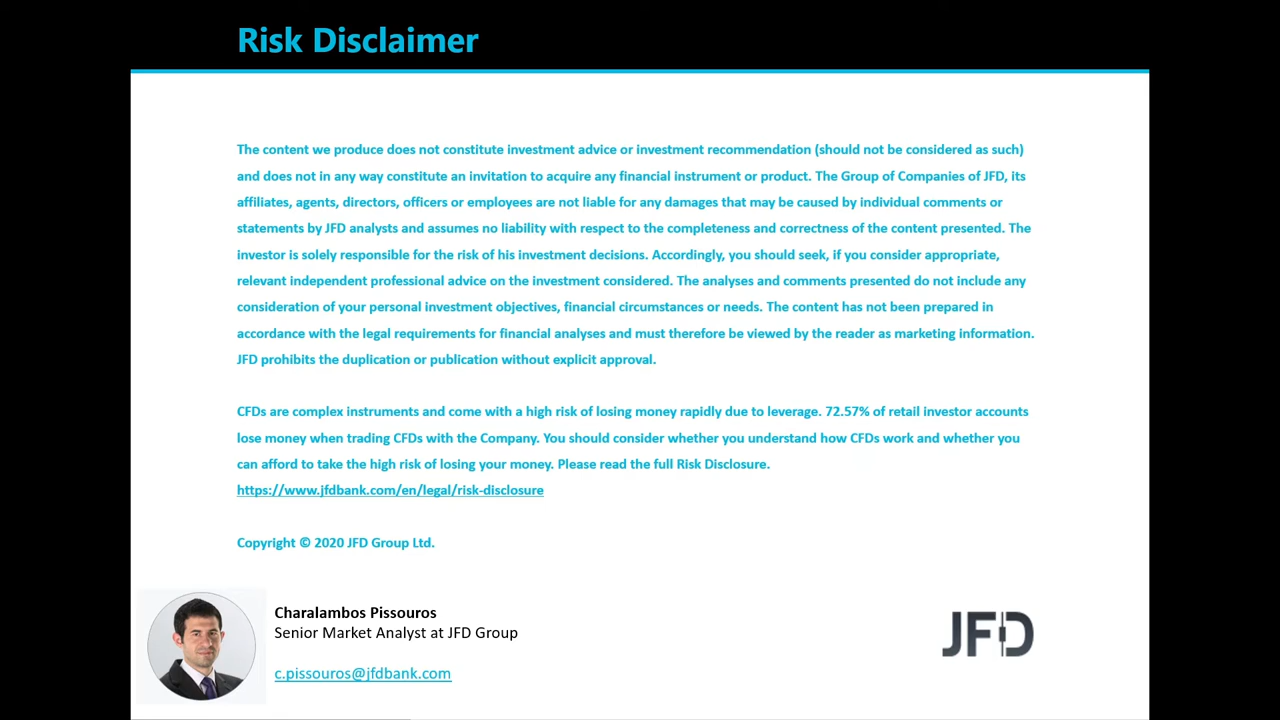 Risk Disclaimer
The content we produce does not constitute investment advice or investment recommendation (should not be considered as such)
and does not in any way constitute an invitation to acquire any financial instrument or product. The Group of Companies of JFD, its
affiliates, agents, directors, officers or employees are not liable for any damages that may be caused by individual comments or
statements by JFD analysts and assumes no liability with respect to the completeness and correctness of the content presented. The
investor is solely responsible for the risk of his investment decisions. Accordingly, you should seek, if you consider appropriate,
relevant independent professional advice on the investment considered. The analyses and comments presented do not include any
consideration of your personal investment objectives, financial circumstances or needs. The content has not been prepared in
accordance with the legal requirements for financial analyses and must therefore be viewed by the reader as marketing information.
JFD prohibits the duplication or publication without explicit approval.
CFDs are complex instruments and come with a high risk of losing money rapidly due to leverage. 72.57% of retail investor accounts
lose money when trading CFDs with the Company. You should consider whether you understand how CFDs work and whether you
can afford to take the high risk of losing your money. Please read the full Risk Disclosure.
https://www.jfdbank.com/en/legal/risk-disclosure
Copyright © 2020 JFD Group Ltd.
Charalambos Pissouros
Senior Market Analyst at JFD Group
c.pissouros@jfdbank.com
JFD